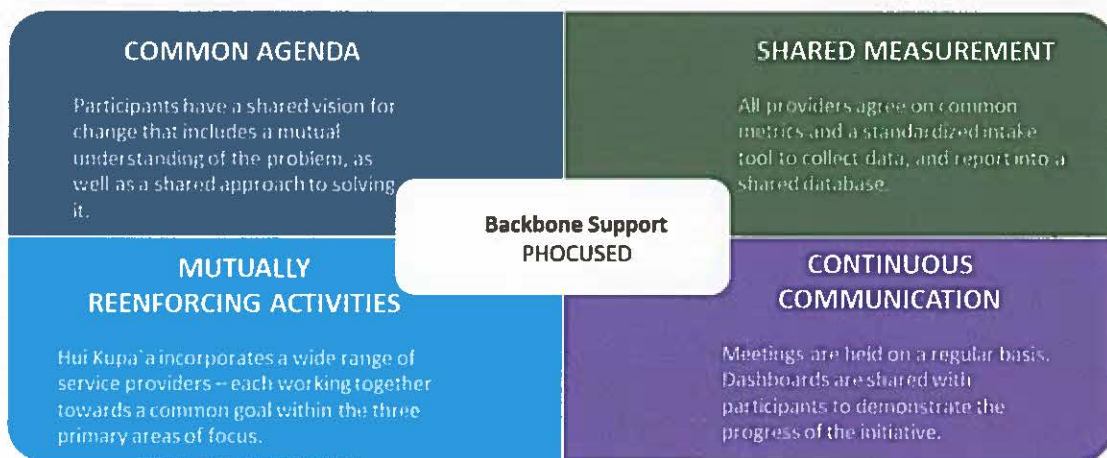 COMMON AGENDA
Participants have a shared vision for
change that includes a mutual
understanding of the problem, as
well as a shared approach to solving
it.
SHARED MEASUREMENT
All providers agree on common
metrics and a standardized intake
tool to collect data, and report into a
shared database.
Backbone Support
PHOCUSED
MUTUALLY
REENFORCING ACTIVITIES
Hui Kupa`a incorporates a wide range of
service providers – each working together
towards a common goal within the three
primary areas of focus.
CONTINUOUS
COMMUNICATION
Meetings are held on a regular basis.
Dashboards are shared with
participants to demonstrate the
progress of the initiative.